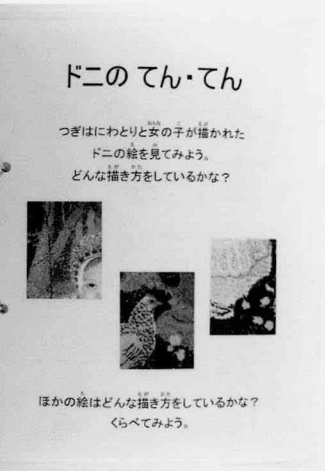 ドニの てん・てん
つぎはにわとりと女の子が描かれた
ドニの絵を見てみよう。
どんな描き方をしているかな?
ほかの絵はどんな描き方をしているかな?
くらべてみよう。